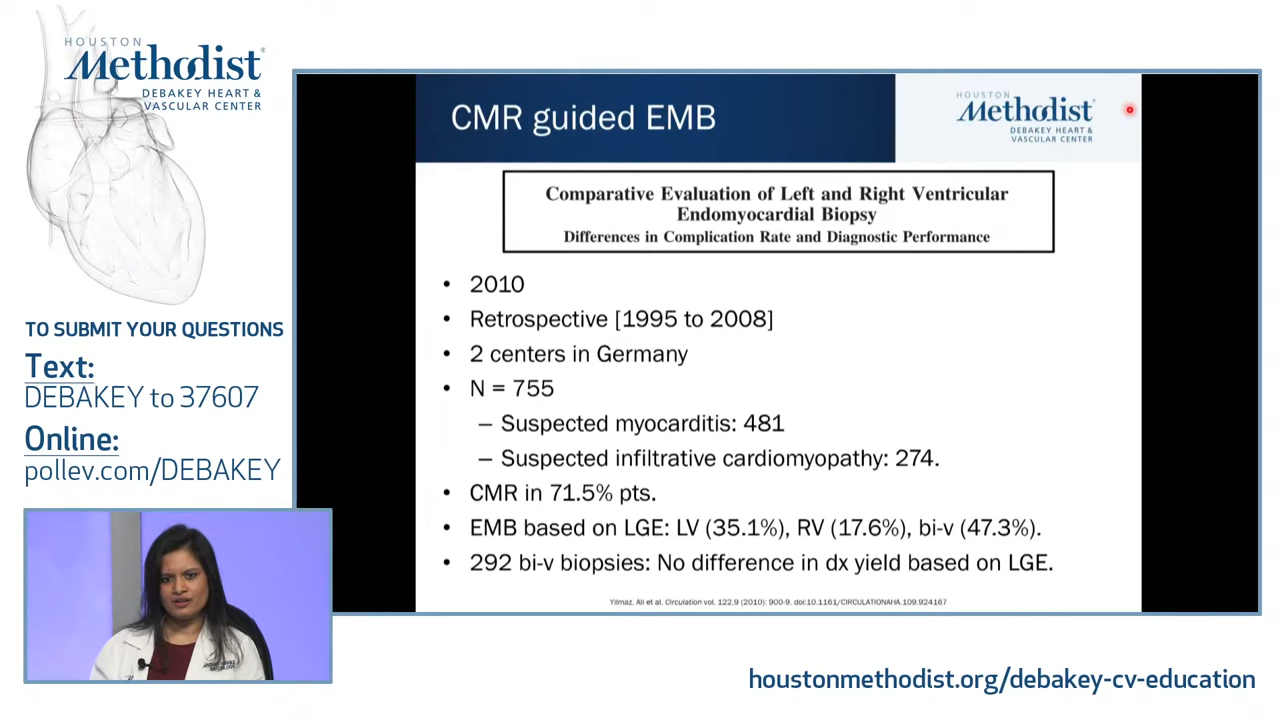 HOUSTON
Methodist®
DEBAKEY HEART &
VASCULAR CENTER
TO SUBMIT YOUR QUESTIONS
Text:
DEBAKEY to 37607
Online:
pollev.com/DEBAKEY
CMR guided EMB
HOUSTON
Methodist
DEBAKEY HEART &
VASCULAR CENTER
Comparative Evaluation of Left and Right Ventricular
Endomyocardial Biopsy
Differences in Complication Rate and Diagnostic Performance
• 2010
• Retrospective [1995 to 2008]
• 2 centers in Germany
• N = 755
– Suspected myocarditis: 481
– Suspected infiltrative cardiomyopathy: 274.
• CMR in 71.5% pts.
• EMB based on LGE: LV (35.1%), RV (17.6%), bi-v (47.3%).
• 292 bi-v biopsies: No difference in dx yield based on LGE.
Yilmaz, Ali et al. Circulation vol. 122,9 (2010): 900-9. doi:10.1161/CIRCULATIONAHA.109.924167
houstonmethodist.org/debakey-cv-education